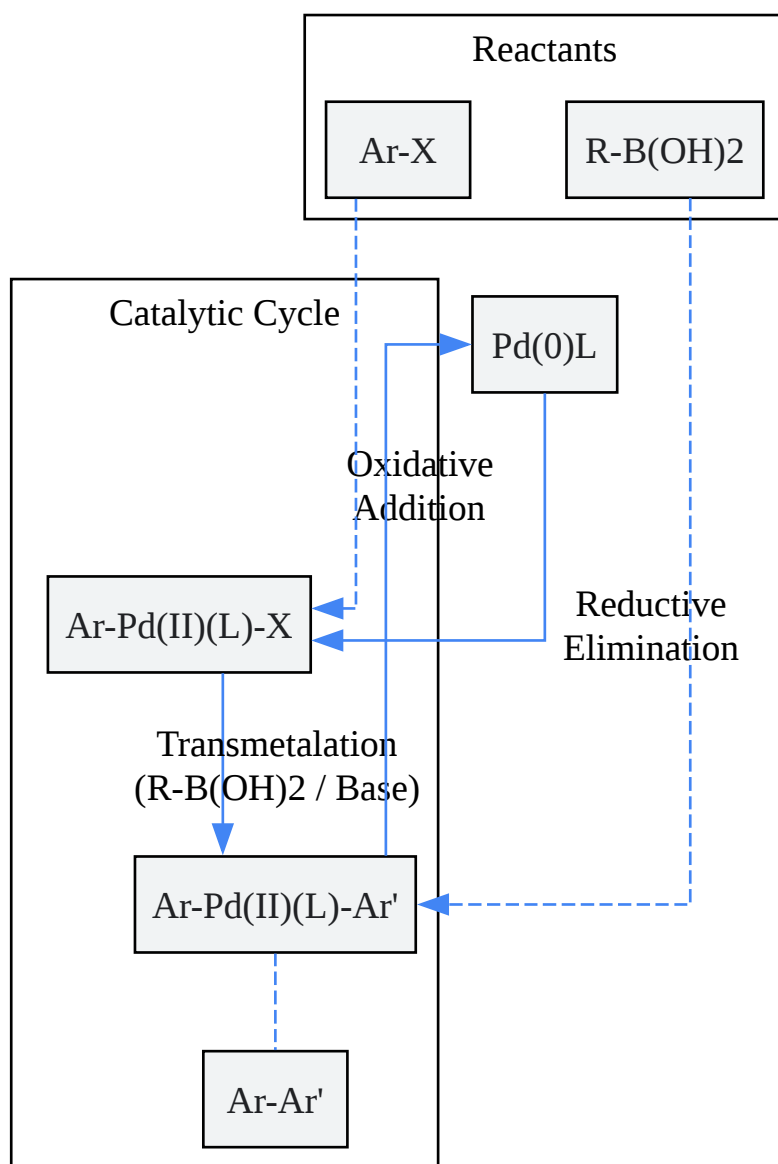 Reactants
Ar-X
R-B(OH)2
Catalytic Cycle
Pd(0)L
Oxidative
Addition
Ar-Pd(II)(L)-X
Reductive
Elimination
Transmetalation
(R-B(OH)2 / Base)
Ar-Pd(II)(L)-Ar'
Ar-Ar'